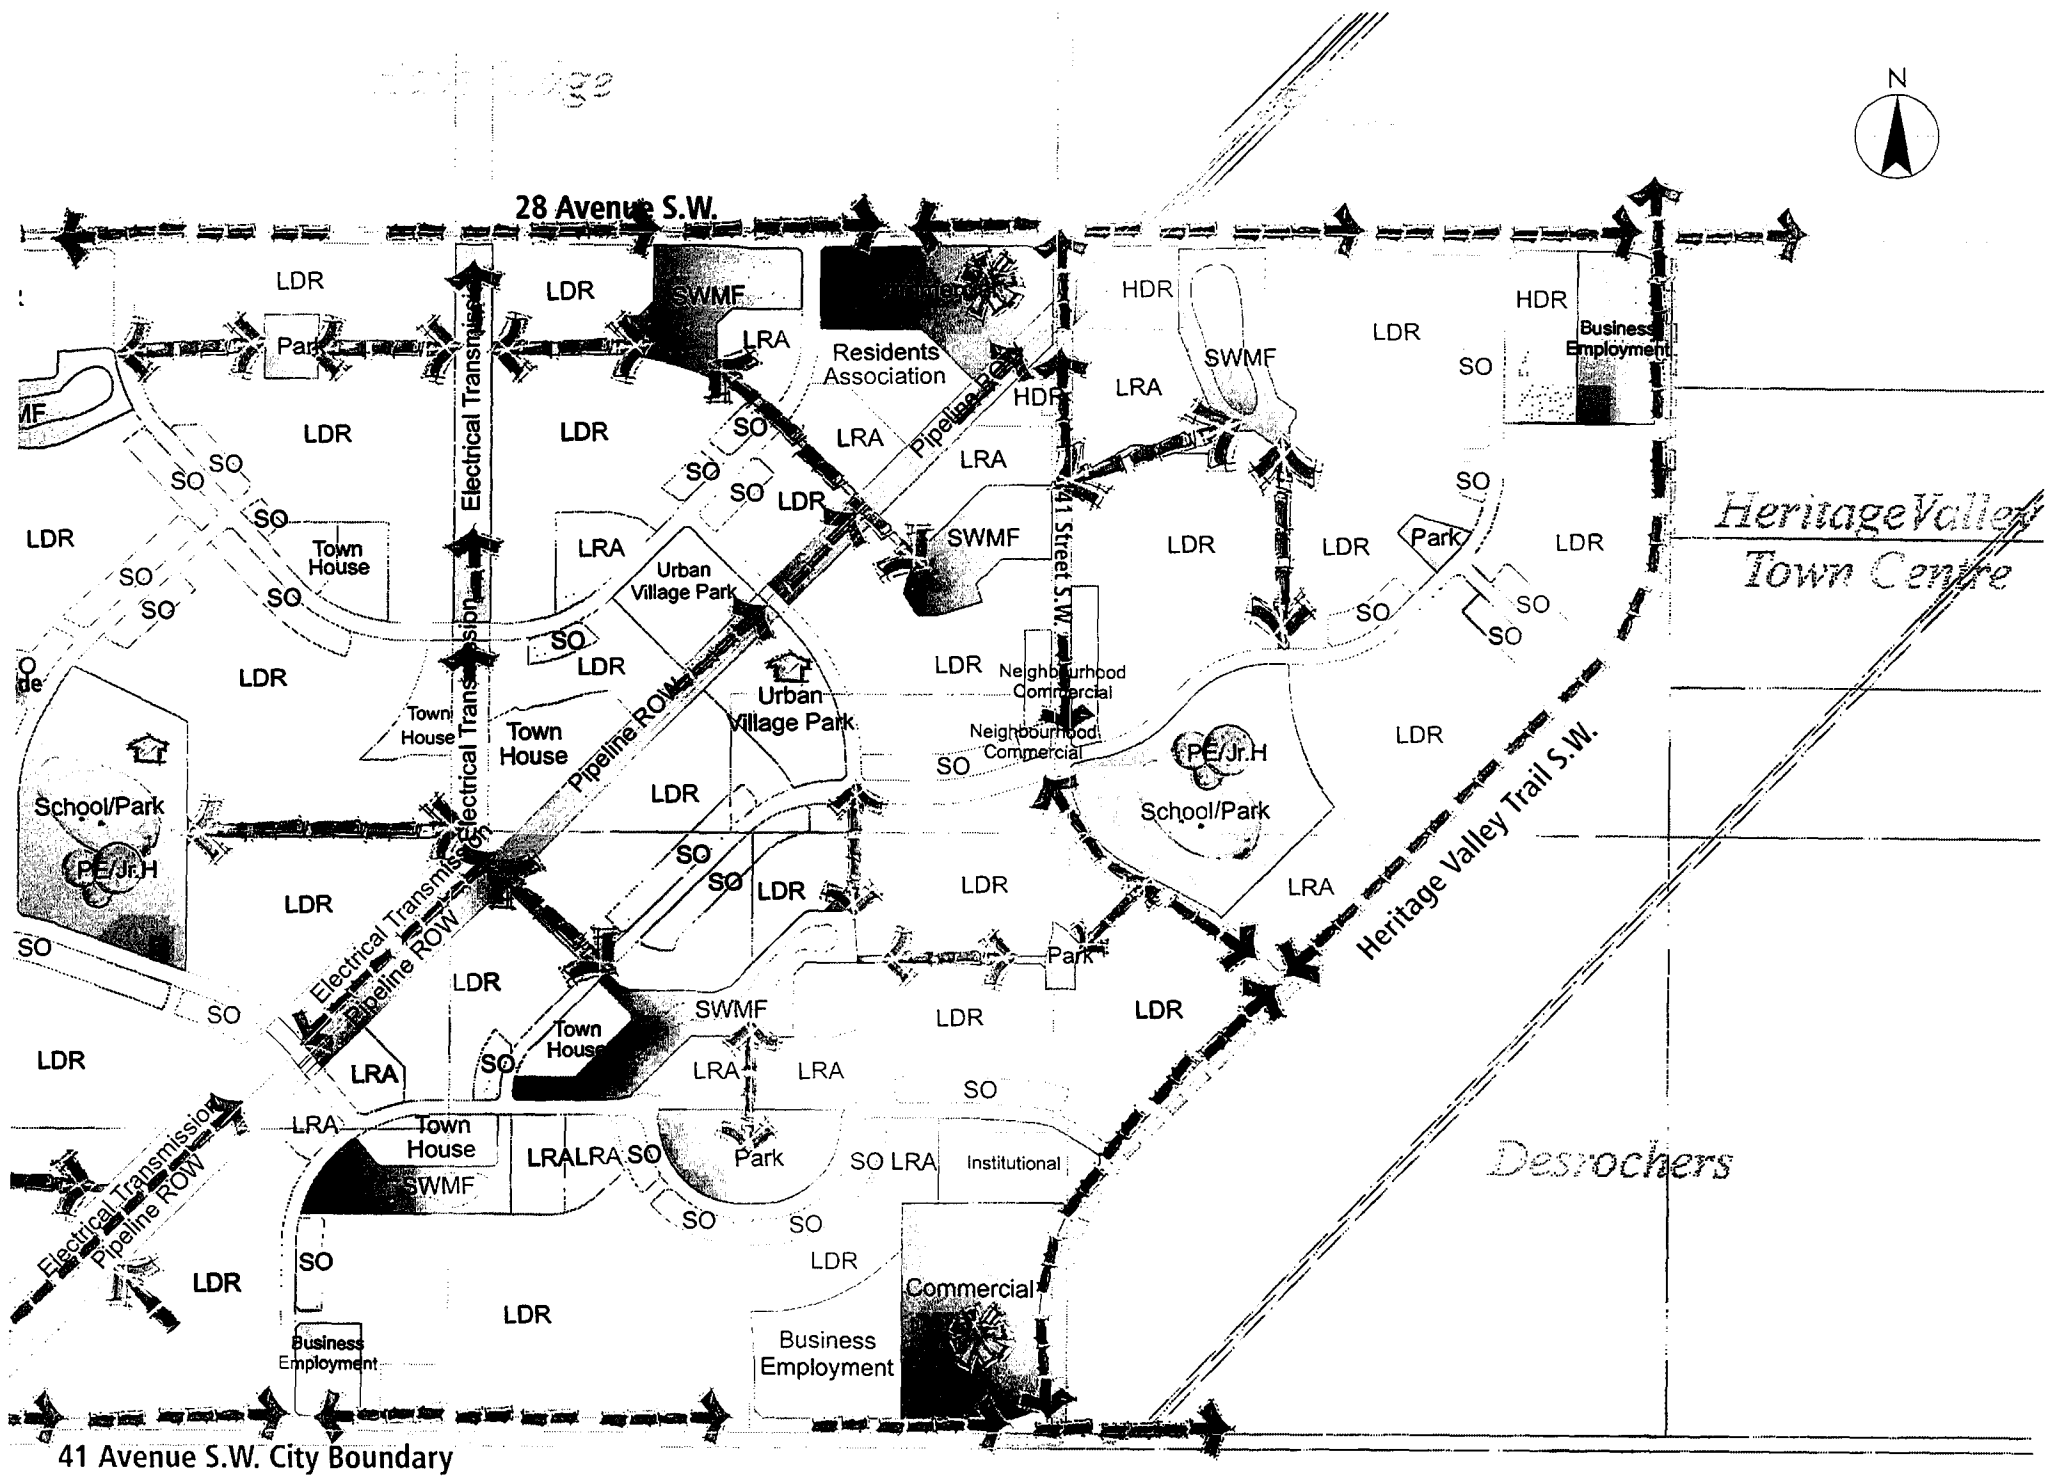 N
28 Avenue S.W.
LDR
LDR
SWMF
HDR
HDR
LDR
Business
Employment
Park
LRA
Residents
Association
SWMF
SO
HDR
LRA
Electrical Transmission
Pipeline ROW
LDR
LDR
SO
LRA
LRA
SO
SO
SO
SO
LDR
SO
SO
LDR
Town
House
LRA
SWMF
41 Street S.W.
LDR
LDR
Park
LDR
Heritage Valley
Town Centre
Urban
Village Park
SO
SO
SO
SO
SO
SO
SO
LDR
LDR
LDR
Neighbourhood
Commercial
Electrical Transmission
Pipeline ROW
Urban
Village Park
Town
House
Town
House
Neighbourhood
Commercial
LDR
SO
PE/Jr.H
School/Park
Heritage Valley Trail S.W.
School/Park
PE/Jr.H
LDR
SO
SO
LDR
LDR
LRA
LDR
Electrical Transmission
Pipeline ROW
SO
LDR
Park
SO
SWMF
LDR
LDR
Town
House
SO
LDR
LRA
LRA
LRA
SO
LRA
Town
House
LRA
LRA
SO
Park
SO
LRA
Institutional
Desrochers
SWMF
Electrical Transmission
Pipeline ROW
SO
SO
LDR
SO
LDR
LDR
Commercial
Business
Employment
Business
Employment
41 Avenue S.W. City Boundary